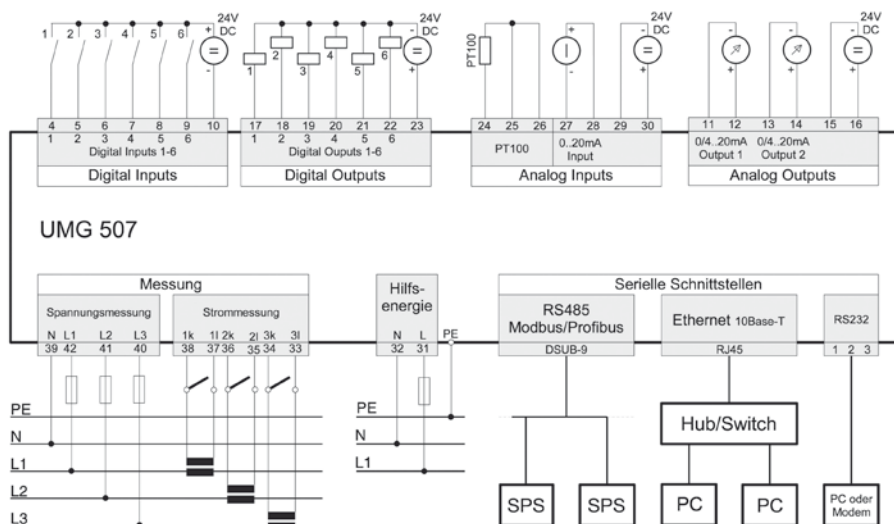 24V
DC
24V
DC
24V
DC
24V
DC
+ - - -
1 2 3 4 5 6
= = = =
2 4 6
1 3 5
PT100
+ - - -
- + + + +
4 5 6 7 8 9 10
17 18 19 20 21 22 23
24 25 26 27 28 29 30
11 12 13 14 15 16
1 2 3 4 5 6
1 2 3 4 5 6
Digital Inputs 1-6
Digital Ouputs 1-6
PT100
0..20mA
Input
0/4..20mA
Output 1
0/4..20mA
Output 2
Digital Inputs
Digital Outputs
Analog Inputs
Analog Outputs
UMG 507
Messung
Spannungsmessung
Strommessung
N L1 L2 L3
1k 1l 2k 2l 3k 3l
39 42 41 40
38 37 36 35 34 33
Hilfs-
energie
N L
32 31
PE
Serielle Schnittstellen
RS485
Modbus/Profibus
Ethernet 10Base-T
RS232
DSUB-9
RJ45
1 2 3
PE
N
L1
L2
L3
PE
N
L1
Hub/Switch
SPS
SPS
PC
PC
PC oder
Modem